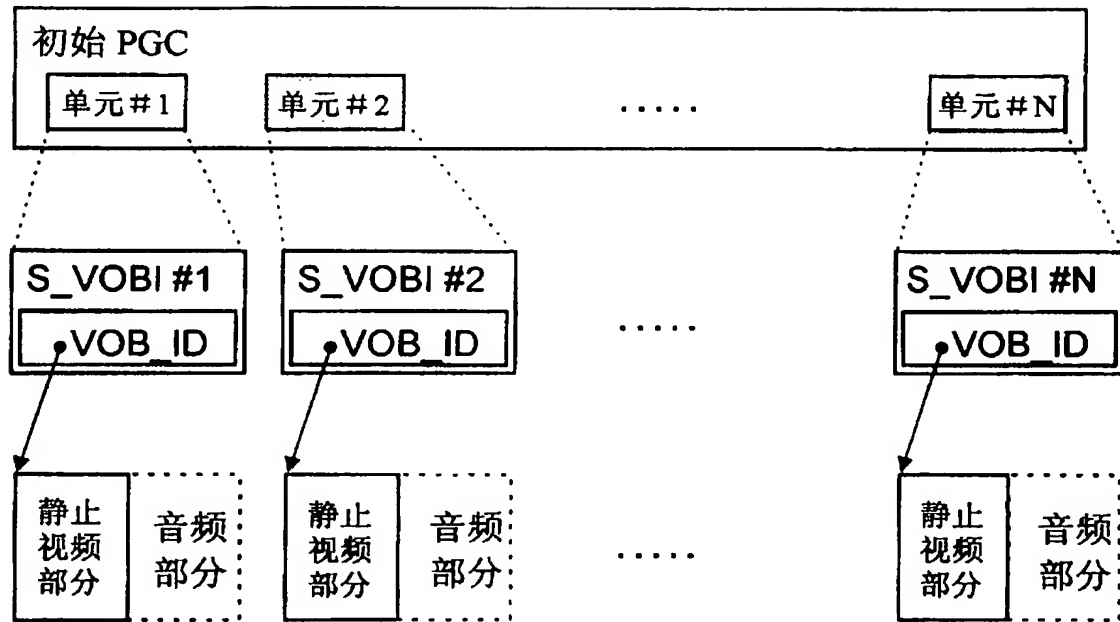 初始 PGC
单元#1
单元#2
.....
单元#N
S_VOBI #1
S_VOBI #2
S_VOBI #N
VOB_ID
VOB_ID
.....
VOB_ID
静止
视频
部分
音频
部分
静止
视频
部分
音频
部分
.....
静止
视频
部分
音频
部分